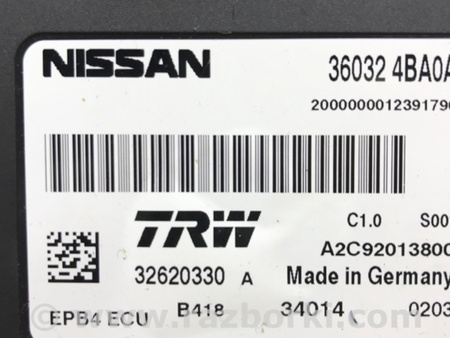 NISSAN 36032 4BA0A
2000000012391790
TRW C1.0 S00
A2C92013800
32620330 A Made in Germany
EPB4 ECU B418 34014 0203
www.razborki.com